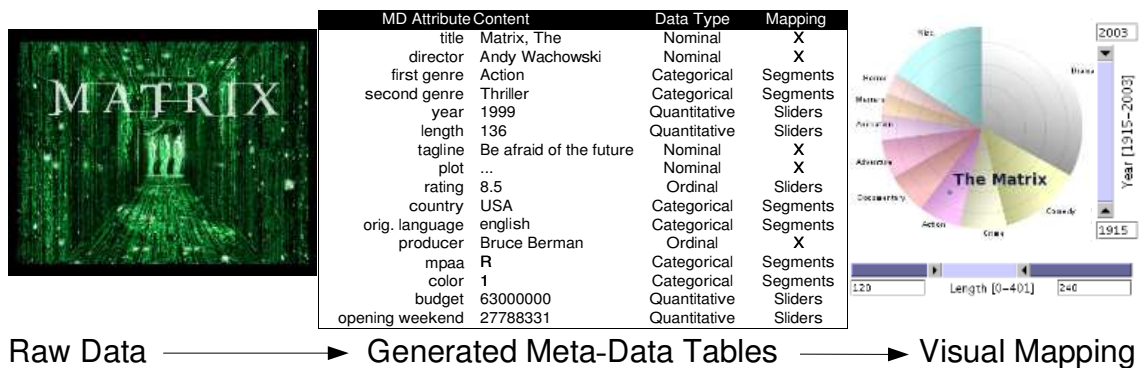 THE
MATRIX
MD Attribute Content Data Type Mapping
title Matrix, The Nominal X
director Andy Wachowski Nominal X
first genre Action Categorical Segments
second genre Thriller Categorical Segments
year 1999 Quantitative Sliders
length 136 Quantitative Sliders
tagline Be afraid of the future Nominal X
plot ... Nominal X
rating 8.5 Ordinal Sliders
country USA Categorical Segments
orig. language english Categorical Segments
producer Bruce Berman Ordinal X
mpaa R Categorical Segments
color 1 Categorical Segments
budget 63000000 Quantitative Sliders
opening weekend 27788331 Quantitative Sliders
Misc
Drama
Horror
Western
Animation
Adventure
Documentary
Action
Crime
Comedy
The Matrix
2003
Year [1915-2003]
1915
120 Length [0-401] 240
Raw Data Generated Meta-Data Tables Visual Mapping